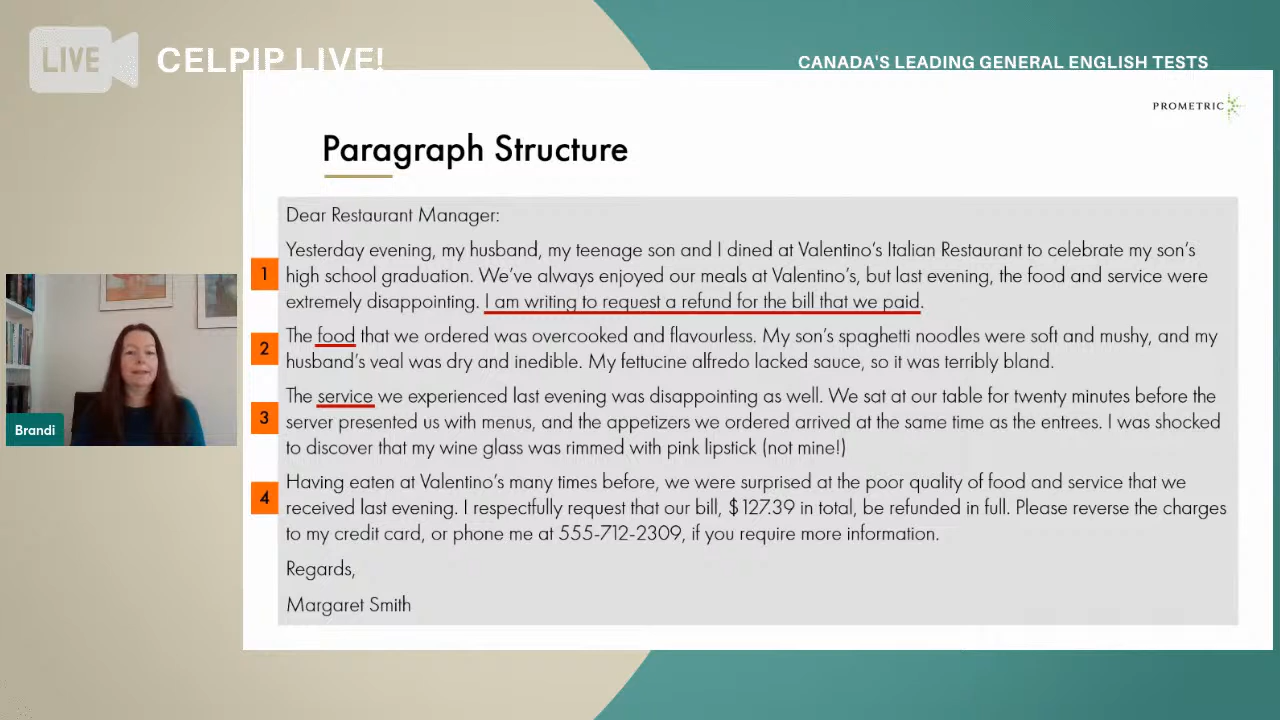 LIVE
CELPIP LIVE!
CANADA'S LEADING GENERAL ENGLISH TESTS
PROMETRIC
Paragraph Structure
Dear Restaurant Manager:
1
Yesterday evening, my husband, my teenage son and I dined at Valentino's Italian Restaurant to celebrate my son's
high school graduation. We've always enjoyed our meals at Valentino's, but last evening, the food and service were
extremely disappointing. I am writing to request a refund for the bill that we paid.
2
The food that we ordered was overcooked and flavourless. My son's spaghetti noodles were soft and mushy, and my
husband's veal was dry and inedible. My fettucine alfredo lacked sauce, so it was terribly bland.
3
The service we experienced last evening was disappointing as well. We sat at our table for twenty minutes before the
server presented us with menus, and the appetizers we ordered arrived at the same time as the entrees. I was shocked
to discover that my wine glass was rimmed with pink lipstick (not mine!)
4
Having eaten at Valentino's many times before, we were surprised at the poor quality of food and service that we
received last evening. I respectfully request that our bill, $127.39 in total, be refunded in full. Please reverse the charges
to my credit card, or phone me at 555-712-2309, if you require more information.
Regards,
Margaret Smith
Brandi